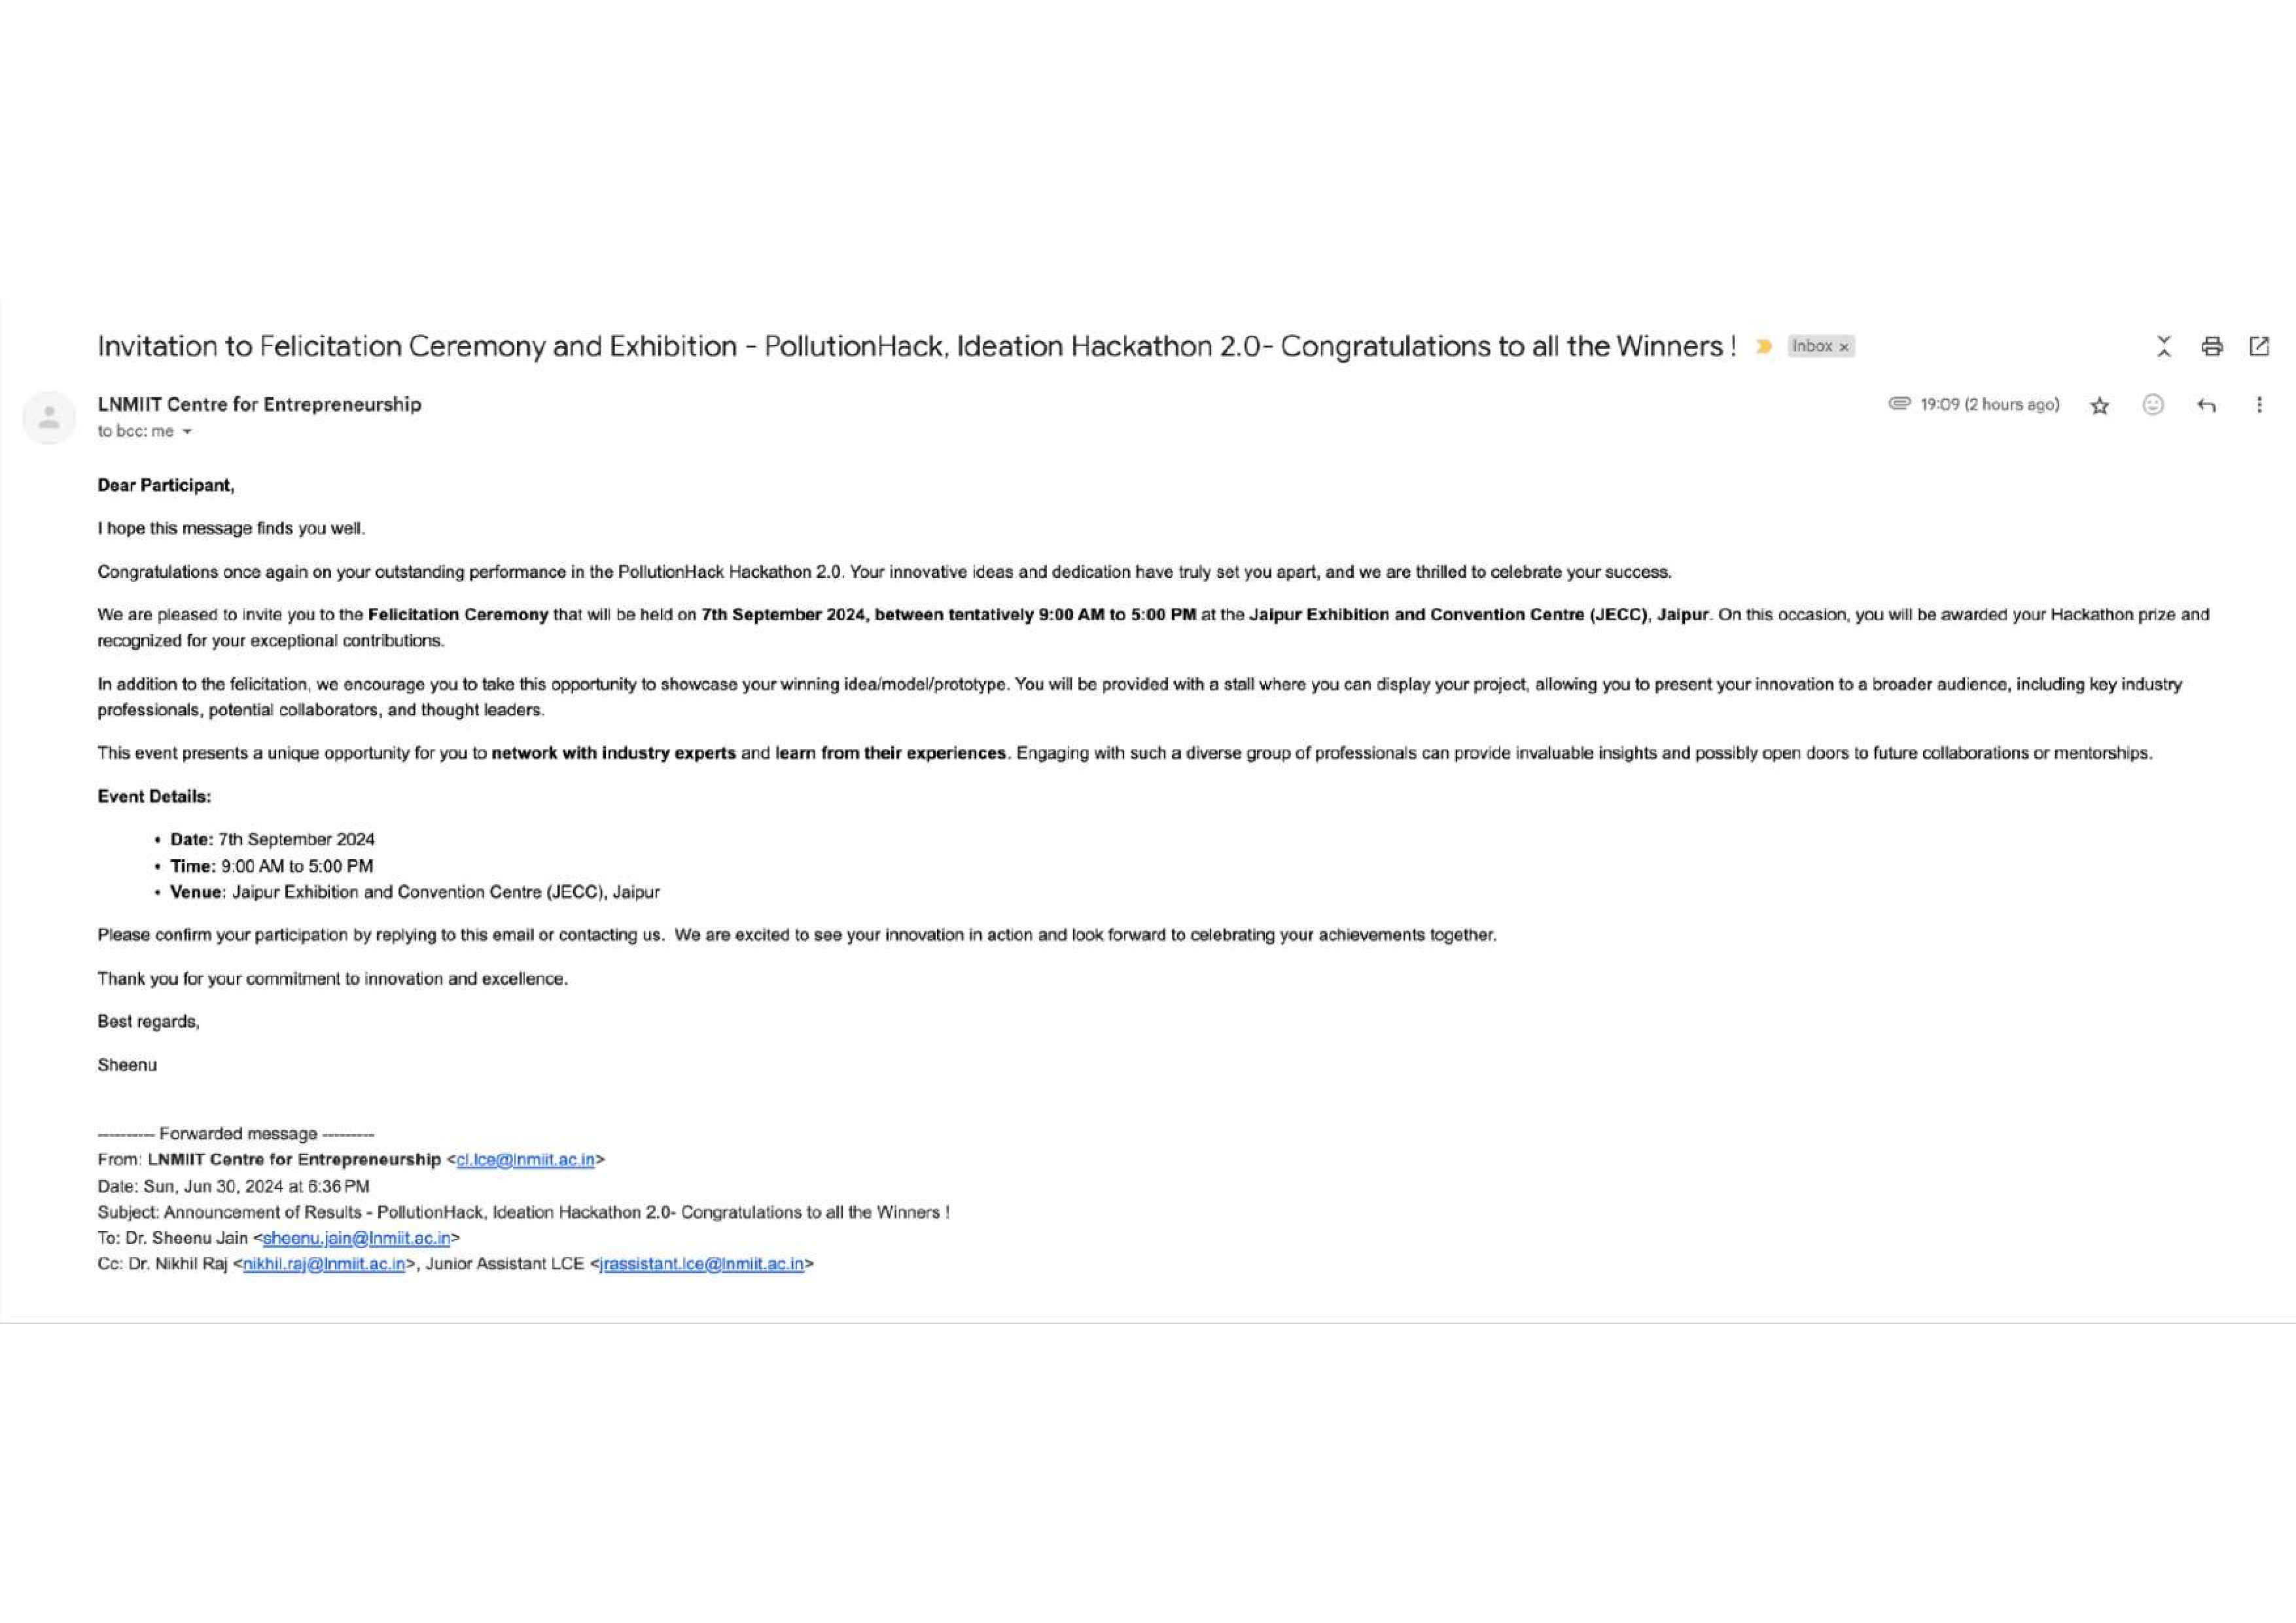 Invitation to Felicitation Ceremony and Exhibition - PollutionHack, Ideation Hackathon 2.0- Congratulations to all the Winners ! Inbox ×
LNMIIT Centre for Entrepreneurship 19:09 (2 hours ago)
to bcc: me
Dear Participant,
I hope this message finds you well.
Congratulations once again on your outstanding performance in the PollutionHack Hackathon 2.0. Your innovative ideas and dedication have truly set you apart, and we are thrilled to celebrate your success.
We are pleased to invite you to the Felicitation Ceremony that will be held on 7th September 2024, between tentatively 9:00 AM to 5:00 PM at the Jaipur Exhibition and Convention Centre (JECC), Jaipur. On this occasion, you will be awarded your Hackathon prize and
recognized for your exceptional contributions.
In addition to the felicitation, we encourage you to take this opportunity to showcase your winning idea/model/prototype. You will be provided with a stall where you can display your project, allowing you to present your innovation to a broader audience, including key industry
professionals, potential collaborators, and thought leaders.
This event presents a unique opportunity for you to network with industry experts and learn from their experiences. Engaging with such a diverse group of professionals can provide invaluable insights and possibly open doors to future collaborations or mentorships.
Event Details:
• Date: 7th September 2024
• Time: 9:00 AM to 5:00 PM
• Venue: Jaipur Exhibition and Convention Centre (JECC), Jaipur
Please confirm your participation by replying to this email or contacting us.  We are excited to see your innovation in action and look forward to celebrating your achievements together.
Thank you for your commitment to innovation and excellence.
Best regards,
Sheenu
---------- Forwarded message ---------
From: LNMIIT Centre for Entrepreneurship <cl.lce@lnmiit.ac.in>
Date: Sun, Jun 30, 2024 at 6:36 PM
Subject: Announcement of Results - PollutionHack, Ideation Hackathon 2.0- Congratulations to all the Winners !
To: Dr. Sheenu Jain <sheenu.jain@lnmiit.ac.in>
Cc: Dr. Nikhil Raj <nikhil.raj@lnmiit.ac.in>, Junior Assistant LCE <jrassistant.lce@lnmiit.ac.in>